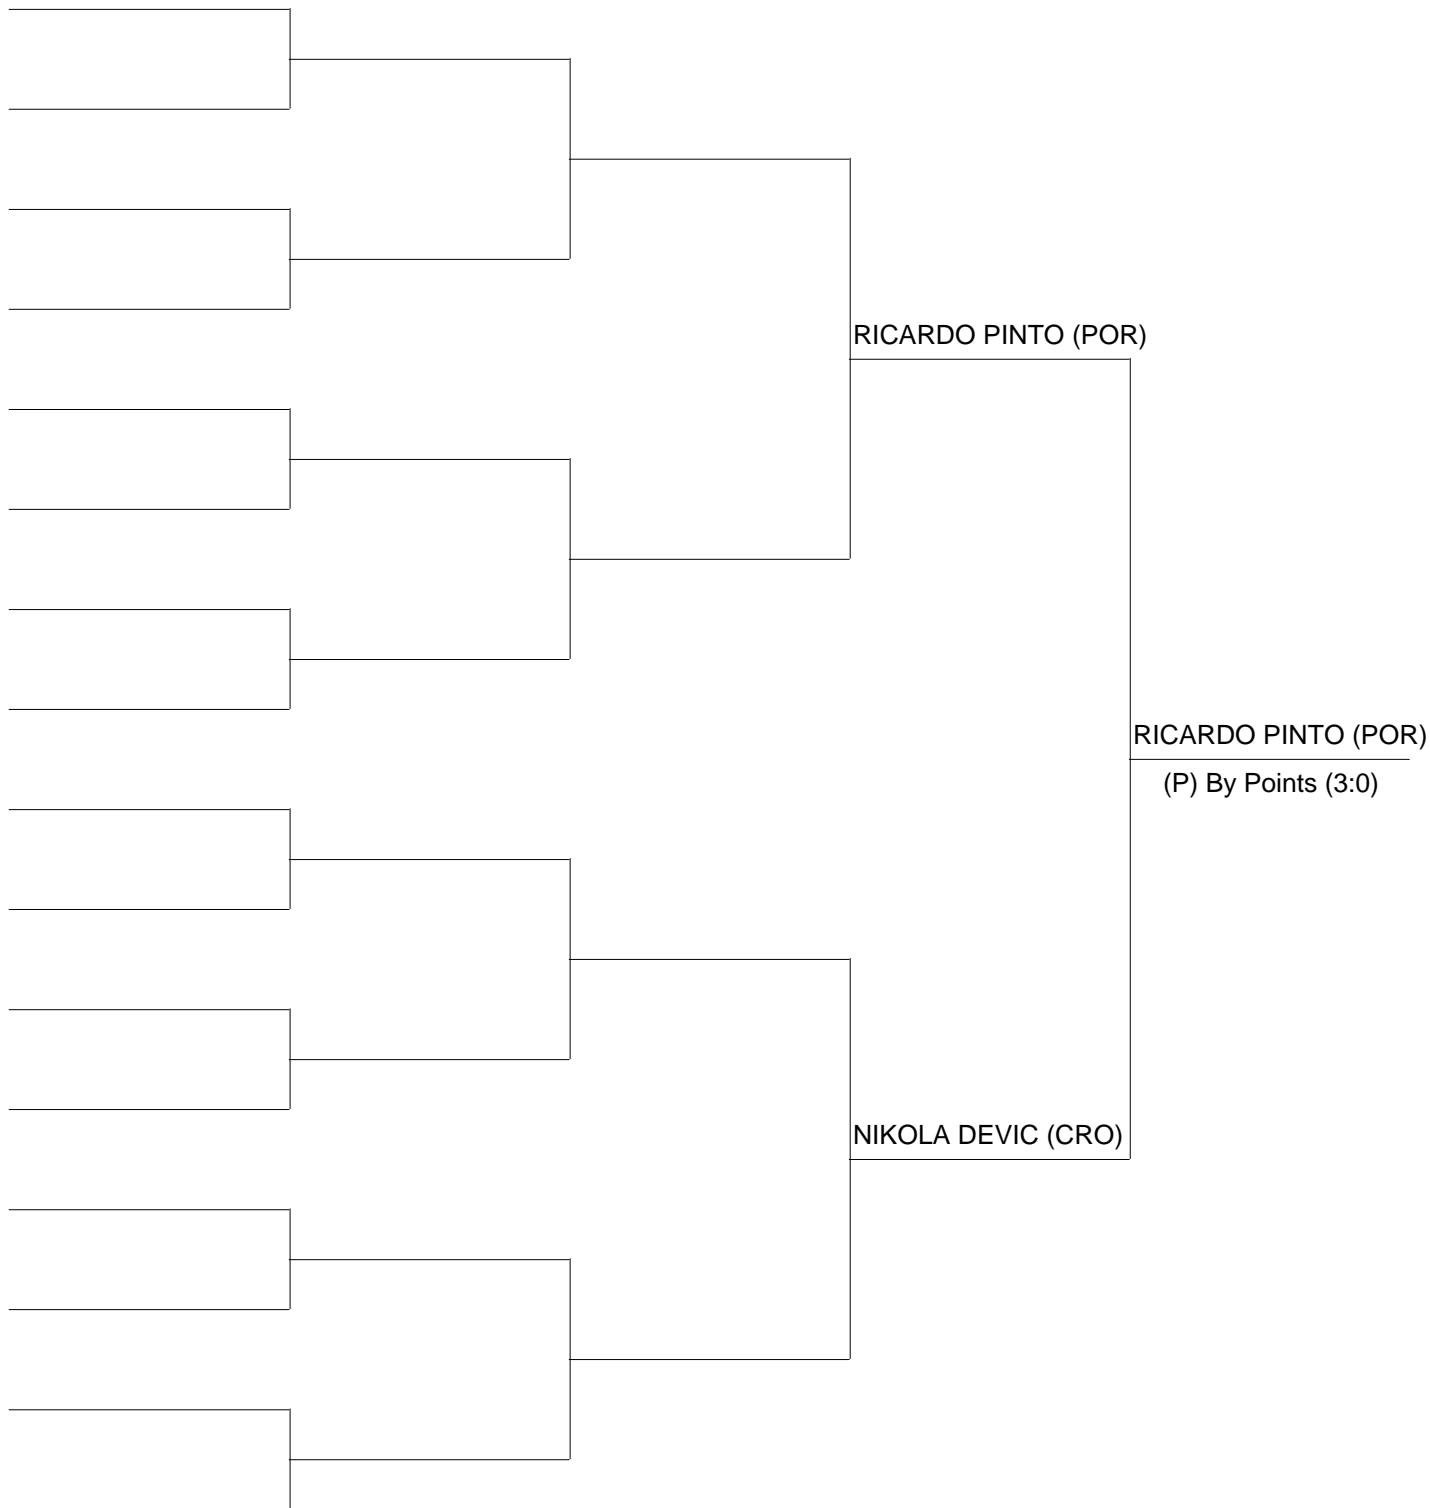 RICARDO PINTO (POR)
RICARDO PINTO (POR)
(P) By Points (3:0)
NIKOLA DEVIC (CRO)